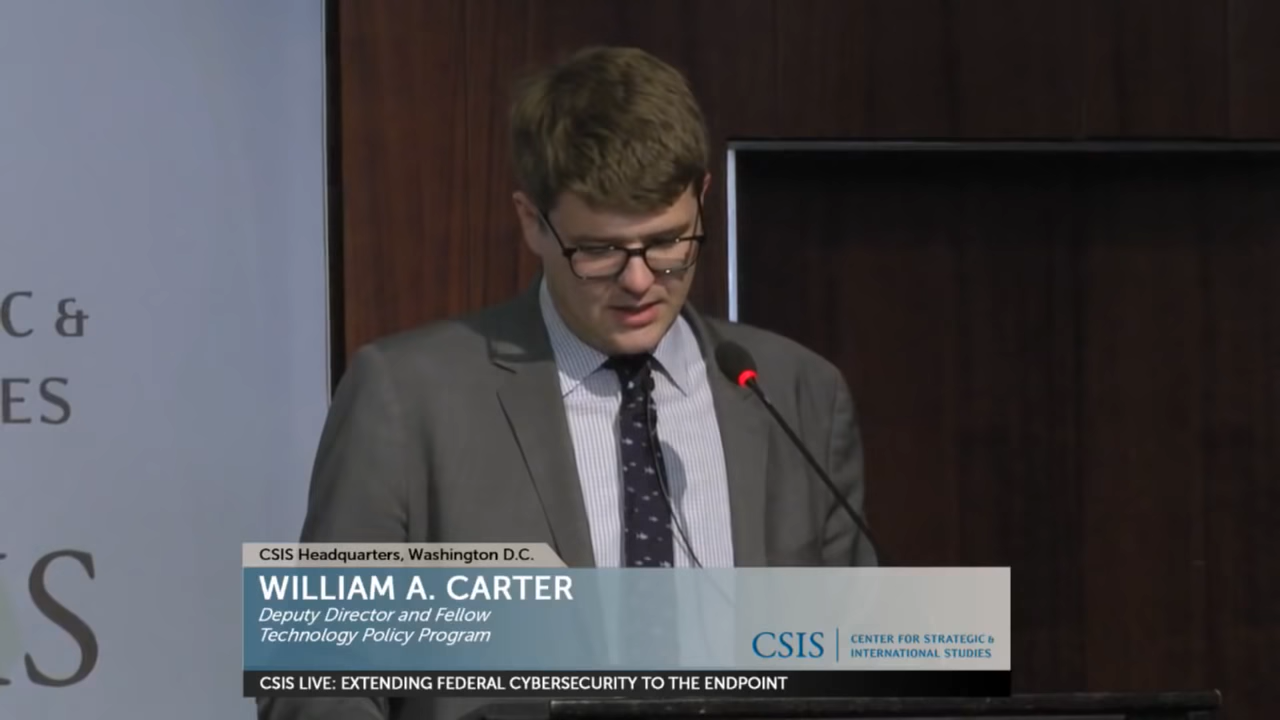 C &
ES
IS
CSIS Headquarters, Washington D.C.
WILLIAM A. CARTER
Deputy Director and Fellow
Technology Policy Program
CSIS | CENTER FOR STRATEGIC &
INTERNATIONAL STUDIES
CSIS LIVE: EXTENDING FEDERAL CYBERSECURITY TO THE ENDPOINT